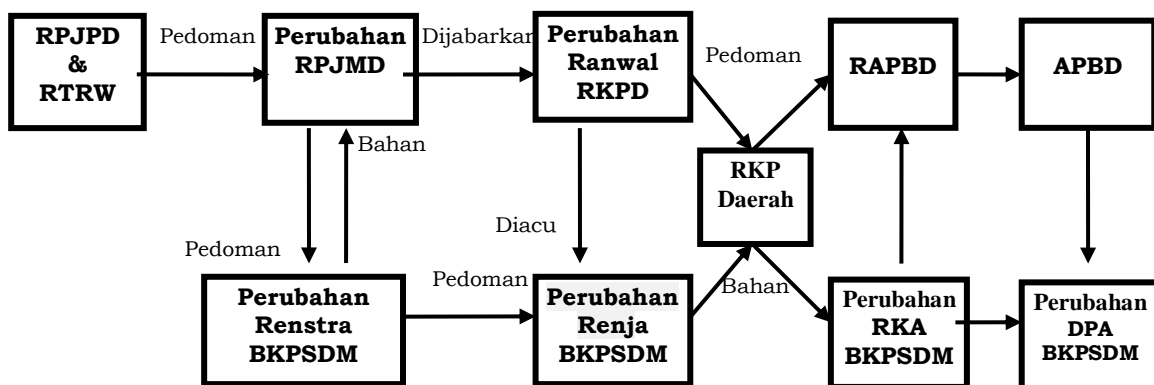 RPJPD
&
RTRW
Pedoman
Perubahan
RPJMD
Dijabarkan
Perubahan
Ranwal
RKPD
Pedoman
RAPBD
APBD
Bahan
RKP
Daerah
Pedoman
Diacu
Perubahan
Renstra
BKPSDM
Pedoman
Perubahan
Renja
BKPSDM
Bahan
Perubahan
RKA
BKPSDM
Perubahan
DPA
BKPSDM